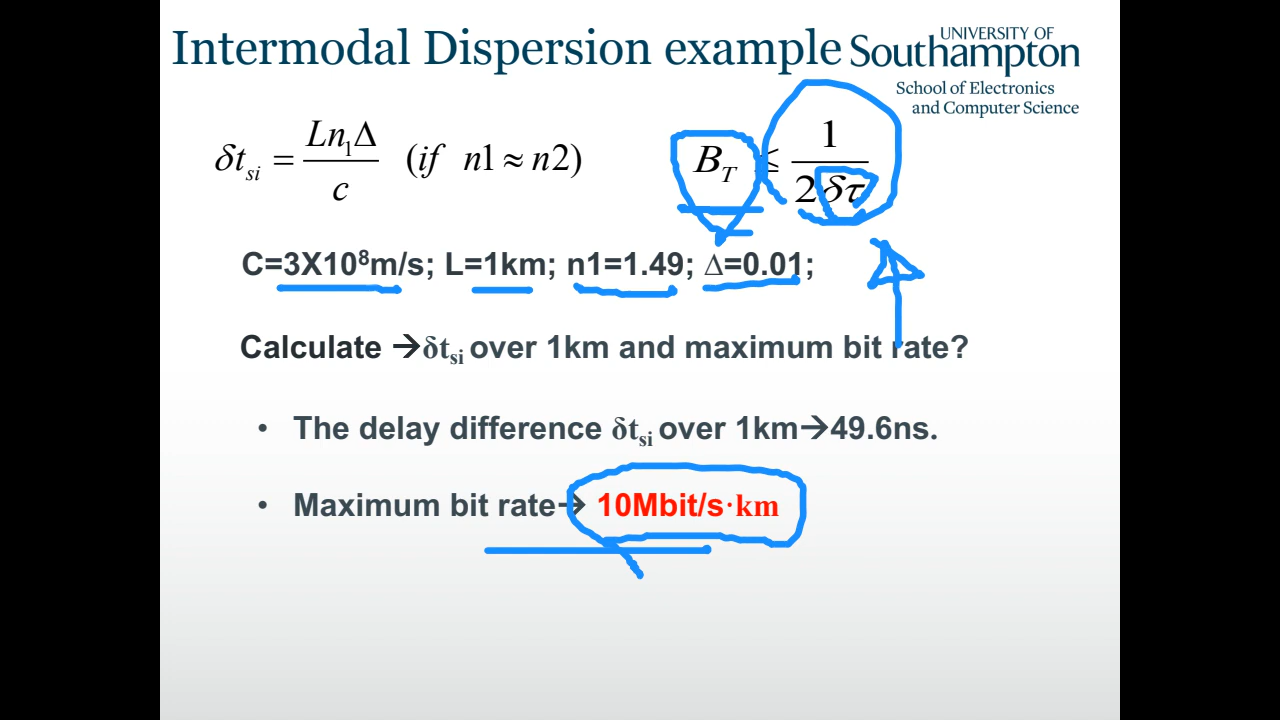 Intermodal Dispersion example
UNIVERSITY OF
Southampton
School of Electronics
and Computer Science
δt_si = Ln₁Δ / c (if n1 ≈ n2)
B_T ≤ 1 / 2δτ
C=3X10⁸m/s; L=1km; n1=1.49; Δ=0.01;
Calculate →δt_si over 1km and maximum bit rate?
• The delay difference δt_si over 1km→49.6ns.
• Maximum bit rate→ 10Mbit/s·km